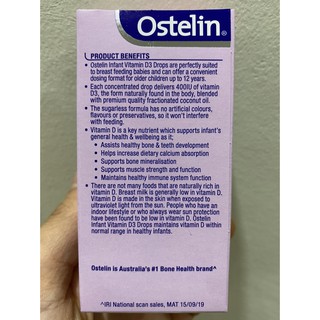 Ostelin®
PRODUCT BENEFITS
• Ostelin Infant Vitamin D3 Drops are perfectly suited
to breast feeding babies and can offer a convenient
dosing format for older children up to 12 years.
• Each concentrated drop delivers 400IU of vitamin
D3, the form naturally found in the body, blended
with premium quality fractionated coconut oil.
• The sugarless formula has no artificial colours,
flavours or preservatives, so it won't interfere
with feeding.
• Vitamin D is a key nutrient which supports infant's
general health & wellbeing as it;
• Assists healthy bone & teeth development
• Helps increase dietary calcium absorption
• Supports bone mineralisation
• Supports muscle strength and function
• Maintains healthy immune system function
• There are not many foods that are naturally rich in
vitamin D. Breast milk is generally low in vitamin D.
Vitamin D is made in the skin when exposed to
ultraviolet light from the sun. People who have an
indoor lifestyle or who always wear sun protection
have been found to be low in vitamin D. Ostelin
Infant Vitamin D3 Drops maintains vitamin D within
normal range in healthy infants.
Ostelin is Australia's #1 Bone Health brand^
^IRI National scan sales, MAT 15/09/19